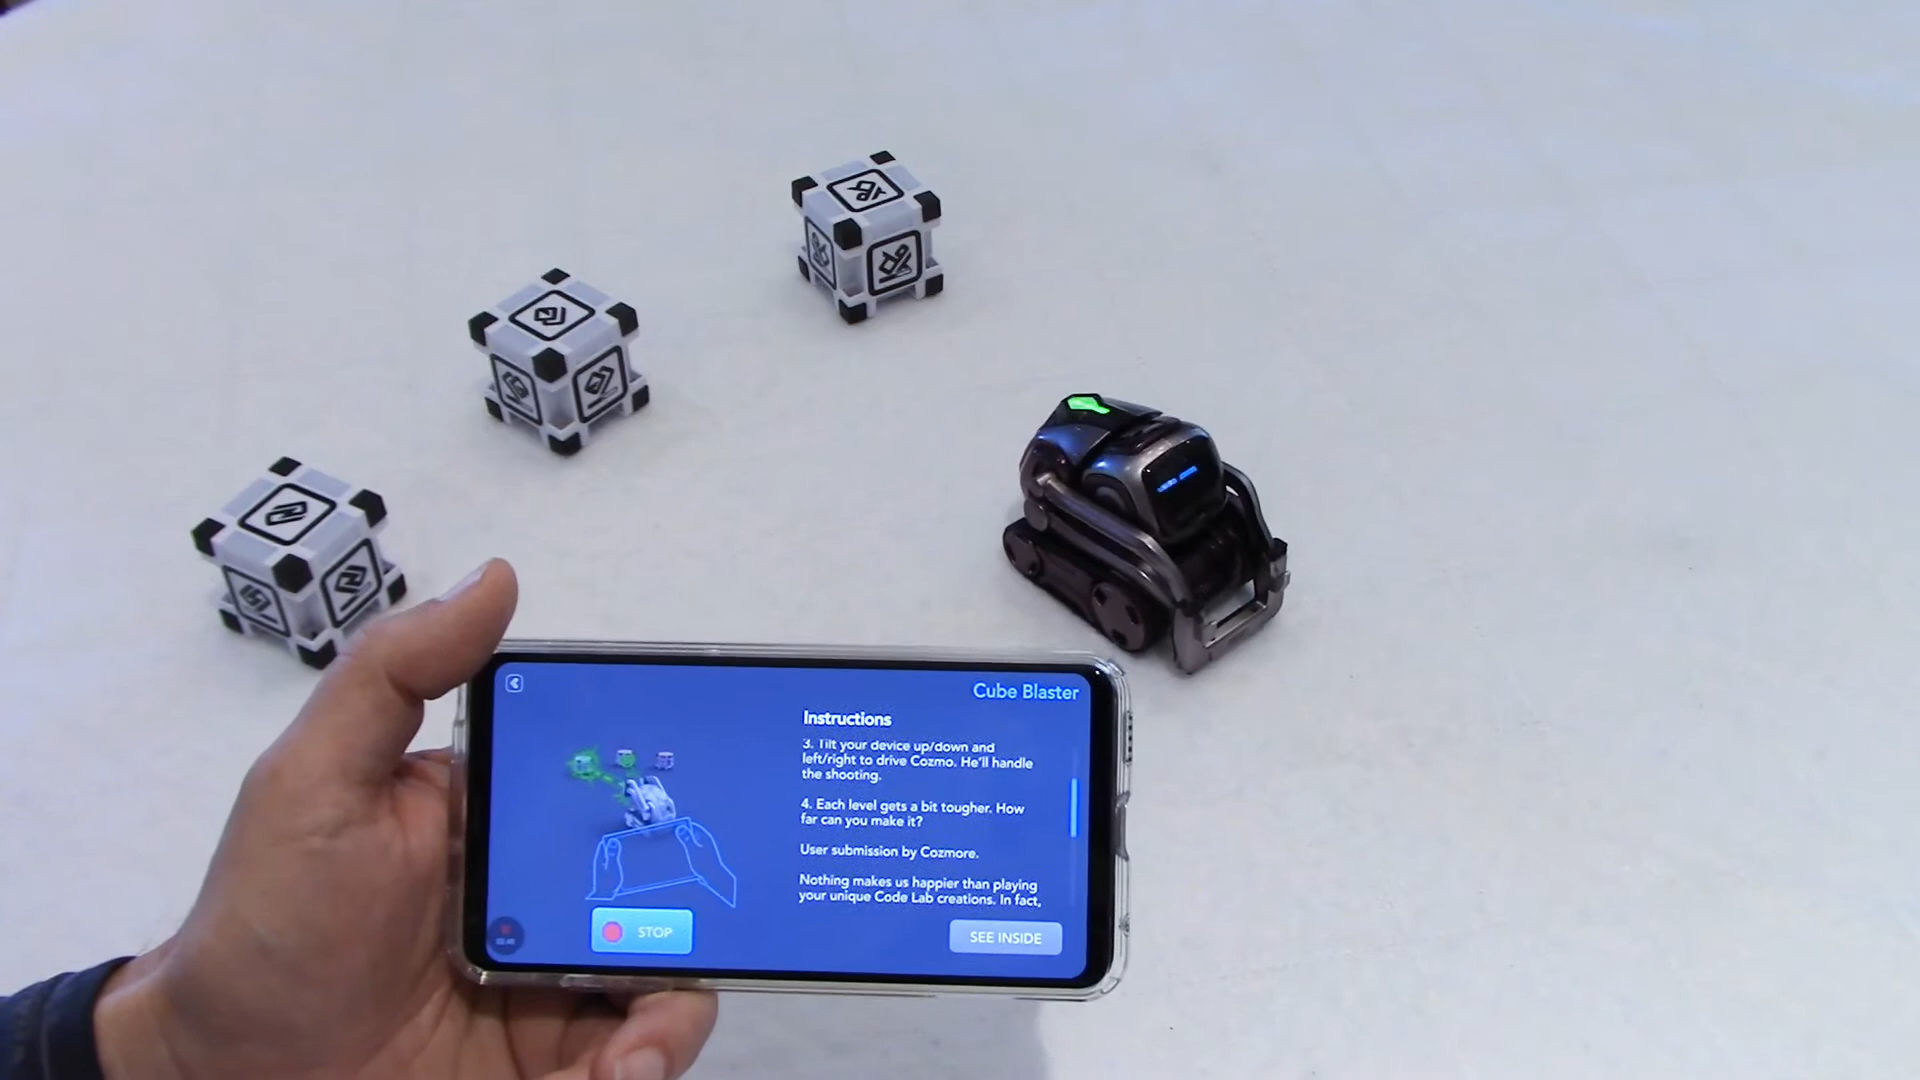 Cube Blaster
Instructions
3. Tilt your device up/down and
left/right to drive Cozmo. He'll handle
the shooting.
4. Each level gets a bit tougher. How
far can you make it?
User submission by Cozmore.
Nothing makes us happier than playing
your unique Code Lab creations. In fact,
STOP
SEE INSIDE